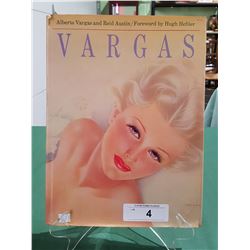 Alberto Vargas and Reid Austin/Foreword by Hugh Hefner
VARGAS
4